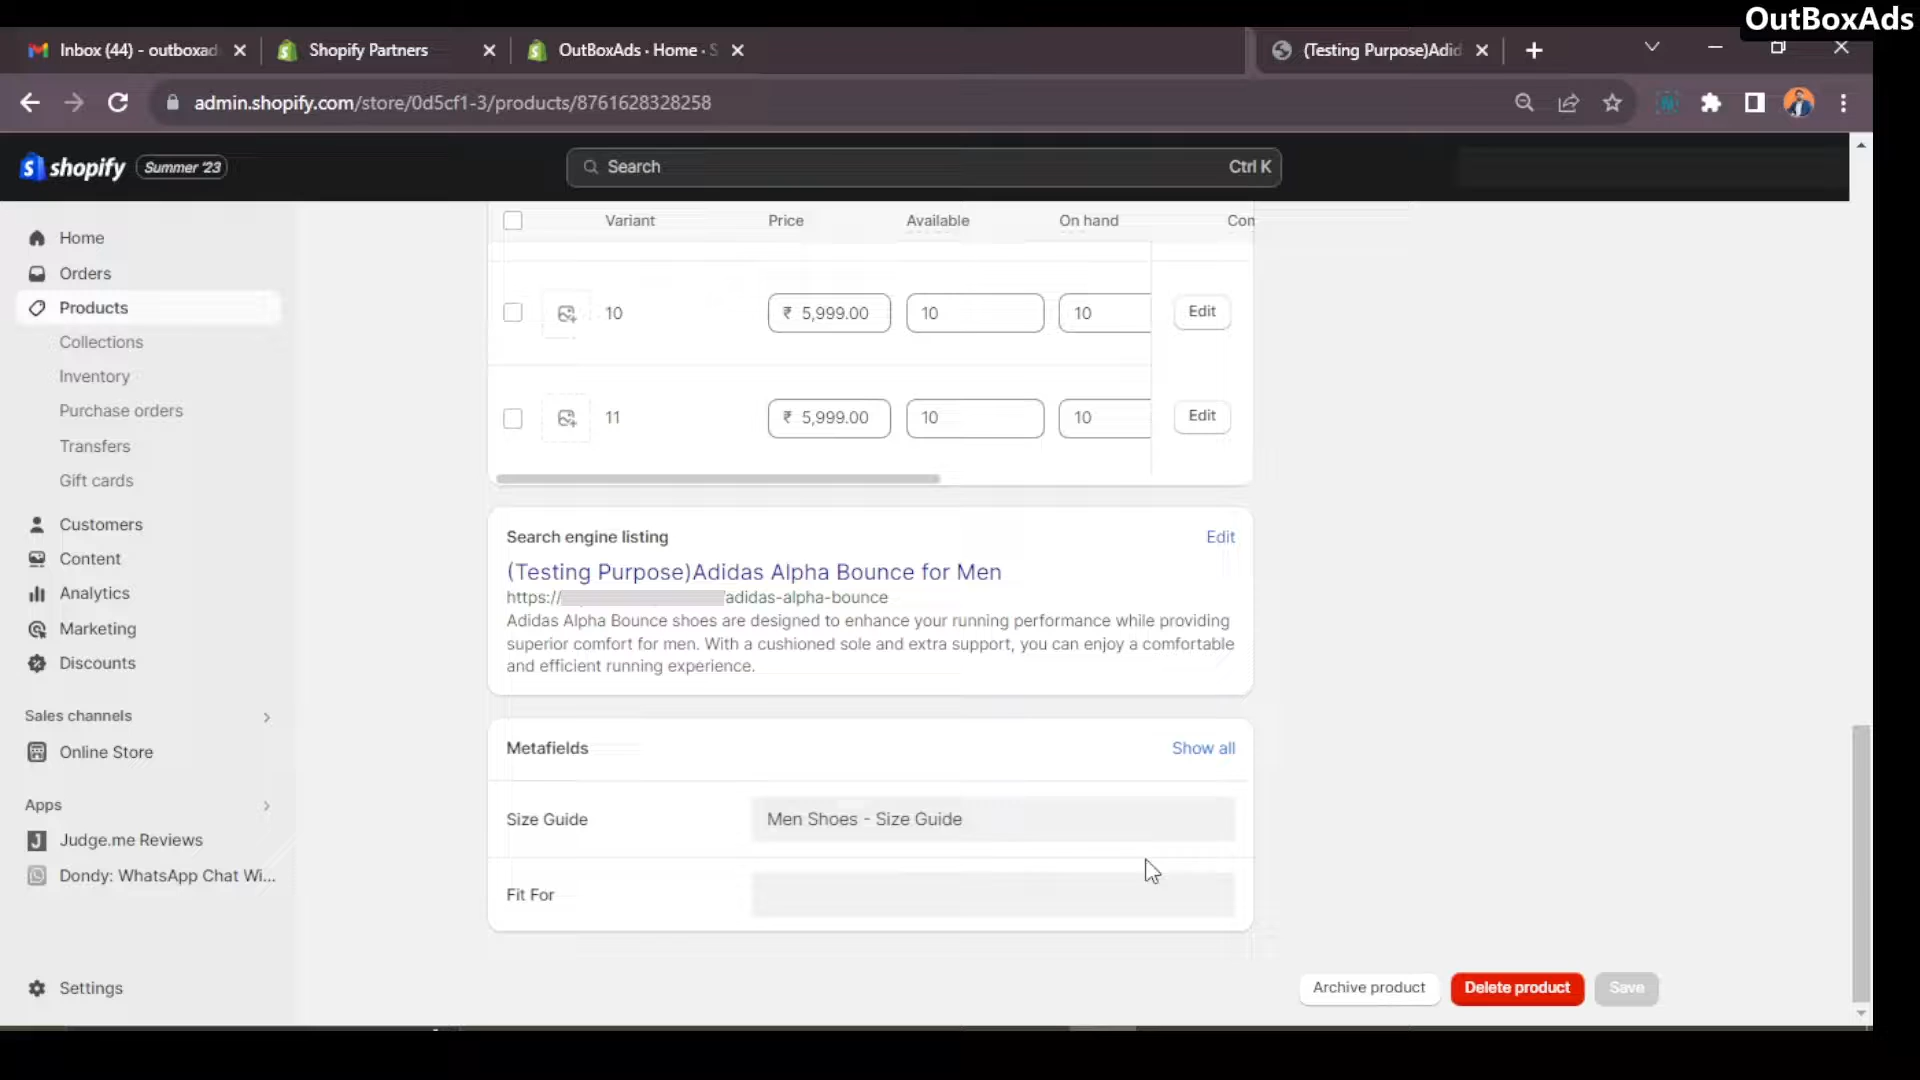 OutBoxAds
Inbox (44) - outboxad
Shopify Partners
OutBoxAds · Home · S
(Testing Purpose)Adid
admin.shopify.com/store/0d5cf1-3/products/8761628328258
shopify
Summer '23
Search
Ctrl K
Home
Orders
Products
Collections
Inventory
Purchase orders
Transfers
Gift cards
Customers
Content
Analytics
Marketing
Discounts
Sales channels
Online Store
Apps
Judge.me Reviews
Dondy: WhatsApp Chat Wi...
Settings
Variant Price Available On hand Con
10 ₹ 5,999.00 10 10 Edit
11 ₹ 5,999.00 10 10 Edit
Search engine listing Edit
(Testing Purpose)Adidas Alpha Bounce for Men
https:// /adidas-alpha-bounce
Adidas Alpha Bounce shoes are designed to enhance your running performance while providing
superior comfort for men. With a cushioned sole and extra support, you can enjoy a comfortable
and efficient running experience.
Metafields Show all
Size Guide Men Shoes - Size Guide
Fit For
Archive product Delete product Save